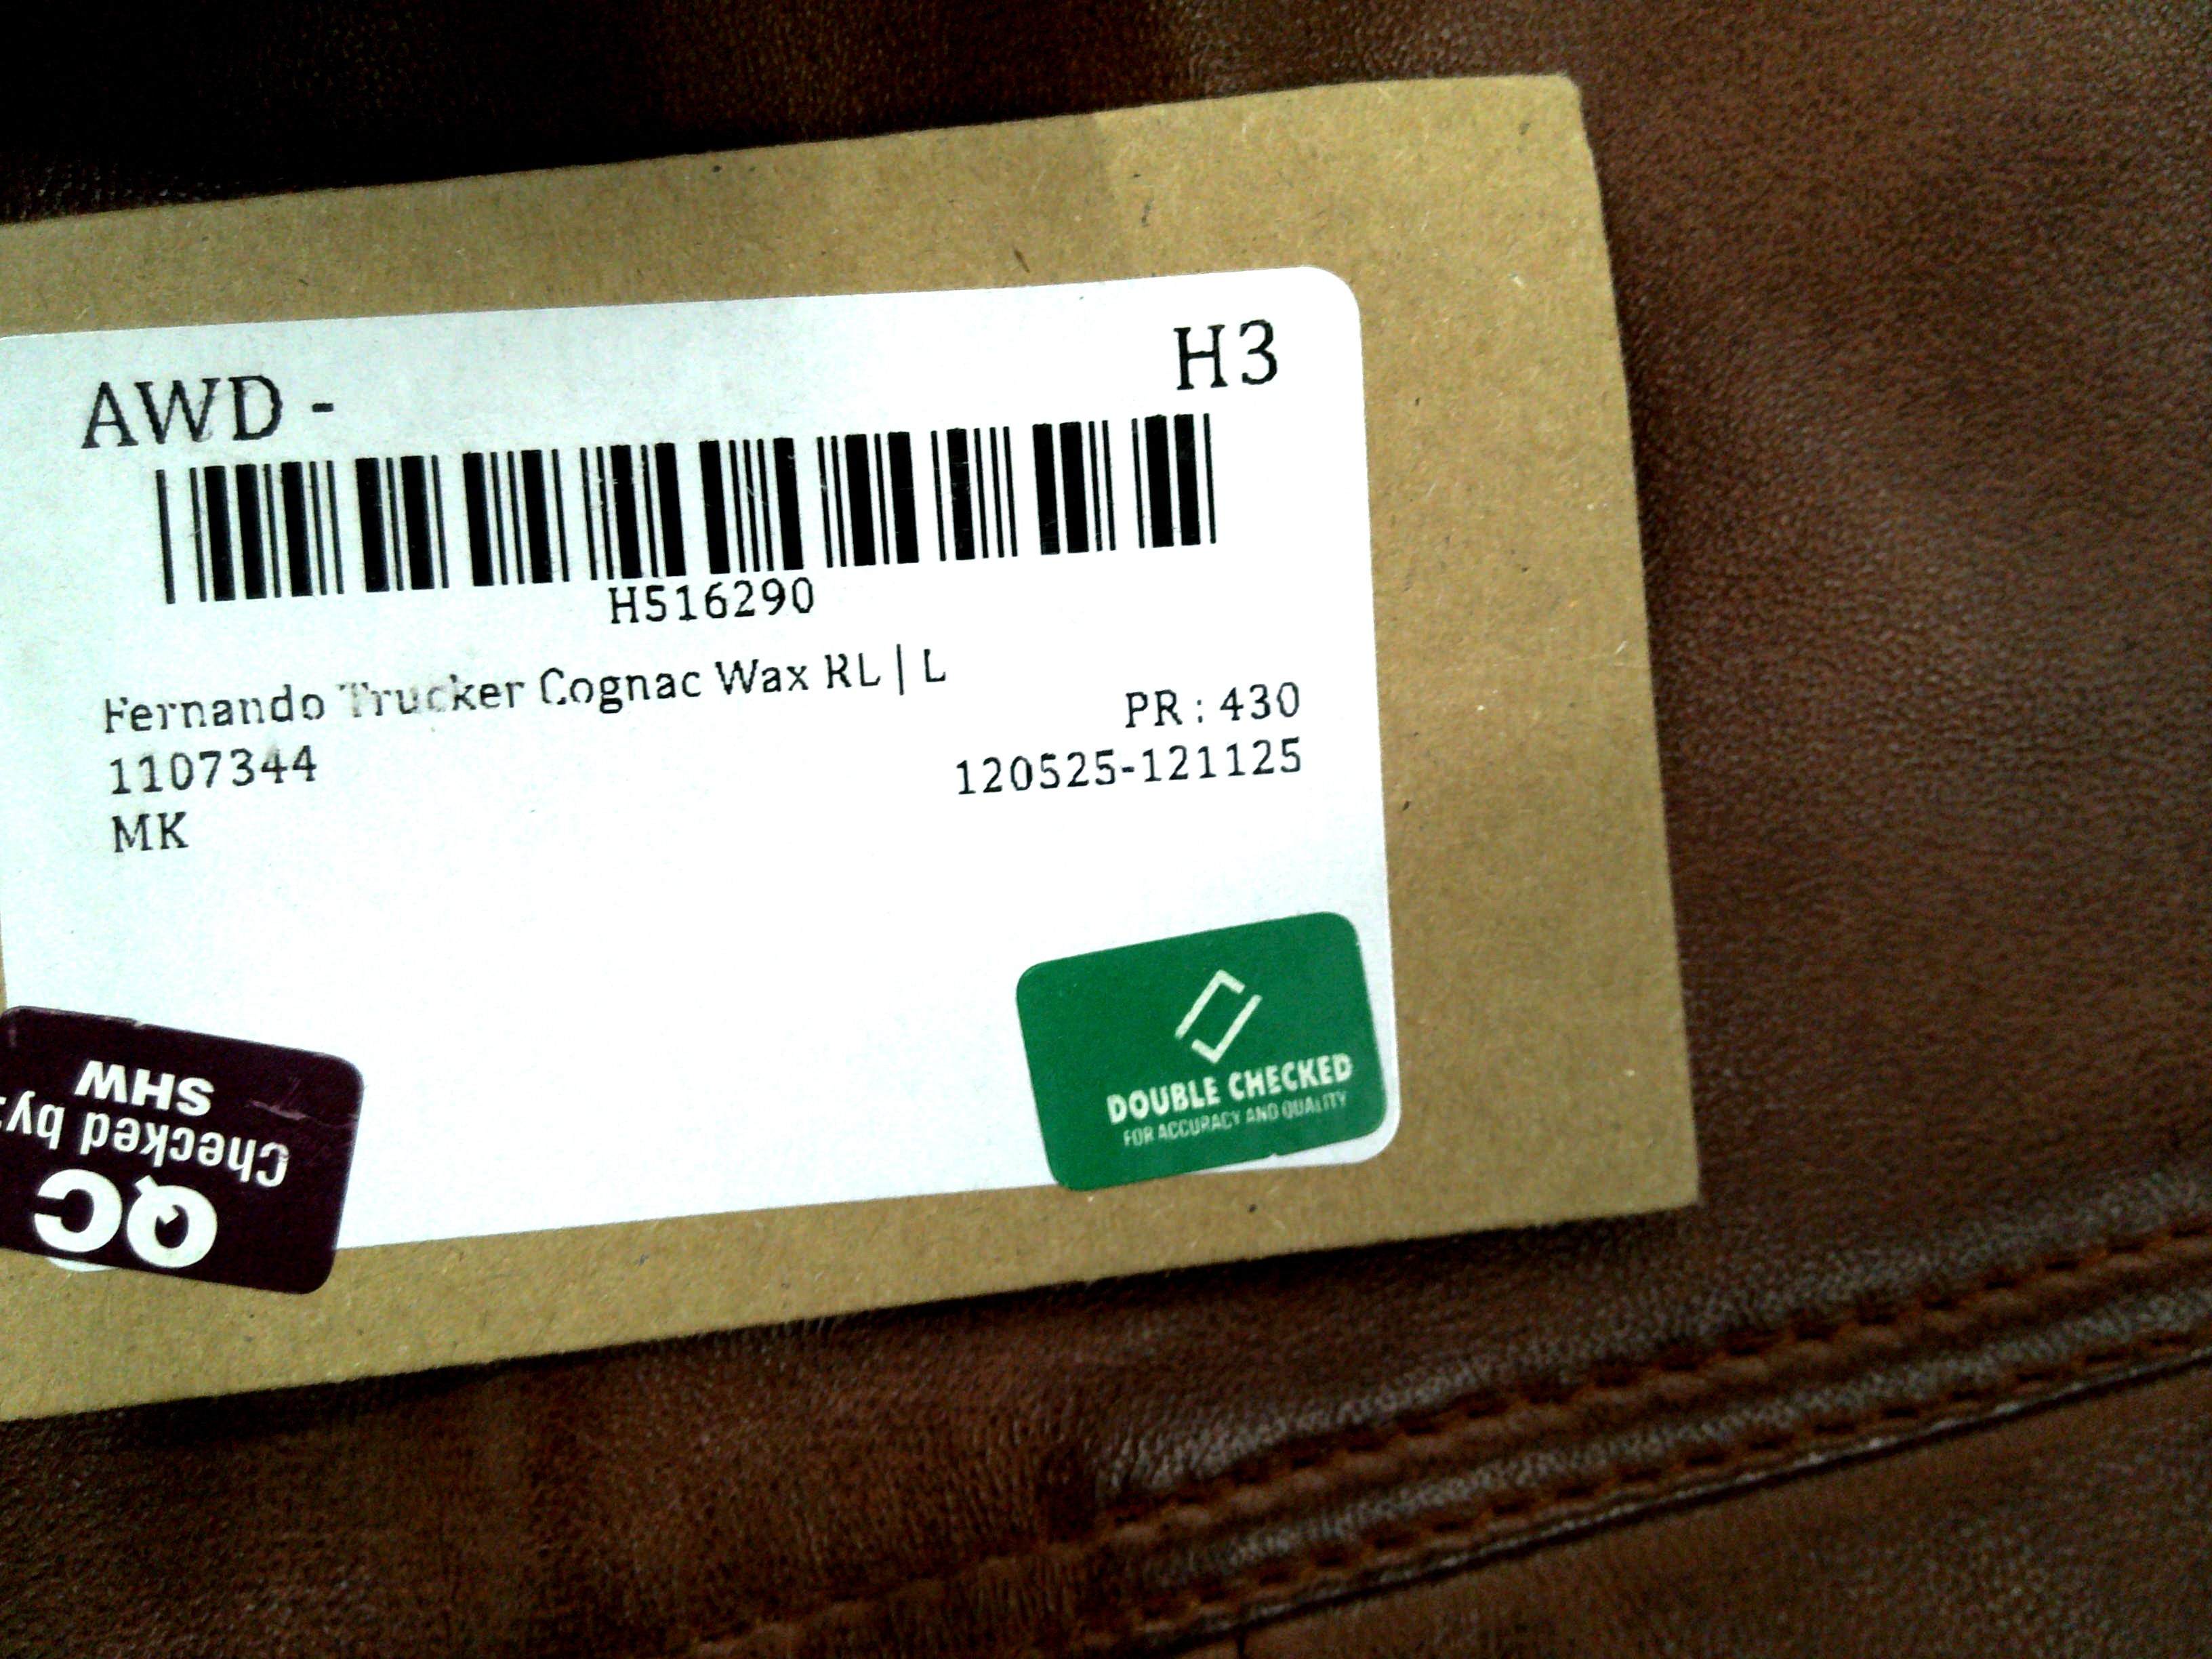 AWD - H3
H516290
Fernando Trucker Cognac Wax RL | L
PR : 430
1107344 120525-121125
MK
DOUBLE CHECKED
FOR ACCURACY AND QUALITY
QC
Checked by:
SHW